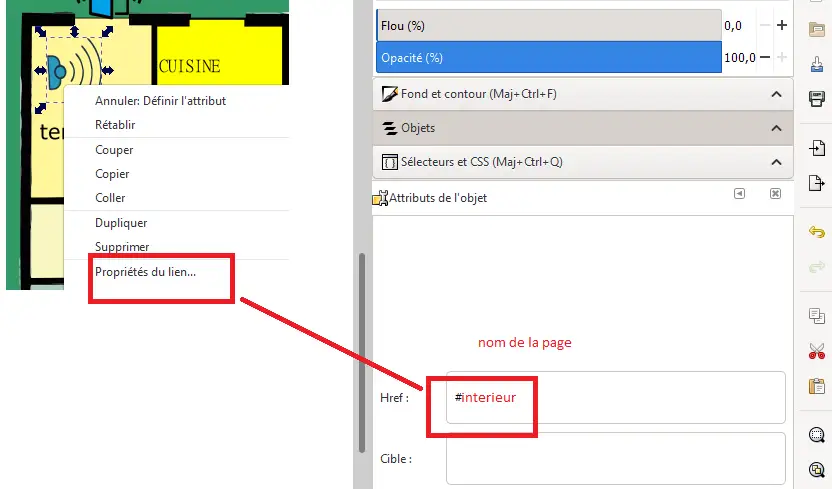 CUISINE
ter
Annuler: Définir l'attribut
Rétablir
Couper
Copier
Coller
Dupliquer
Supprimer
Propriétés du lien...
Flou (%)
0,0
Opacité (%)
100,0
Fond et contour (Maj+Ctrl+F)
Objets
Sélecteurs et CSS (Maj+Ctrl+Q)
Attributs de l'objet
nom de la page
Href :
#interieur
Cible :